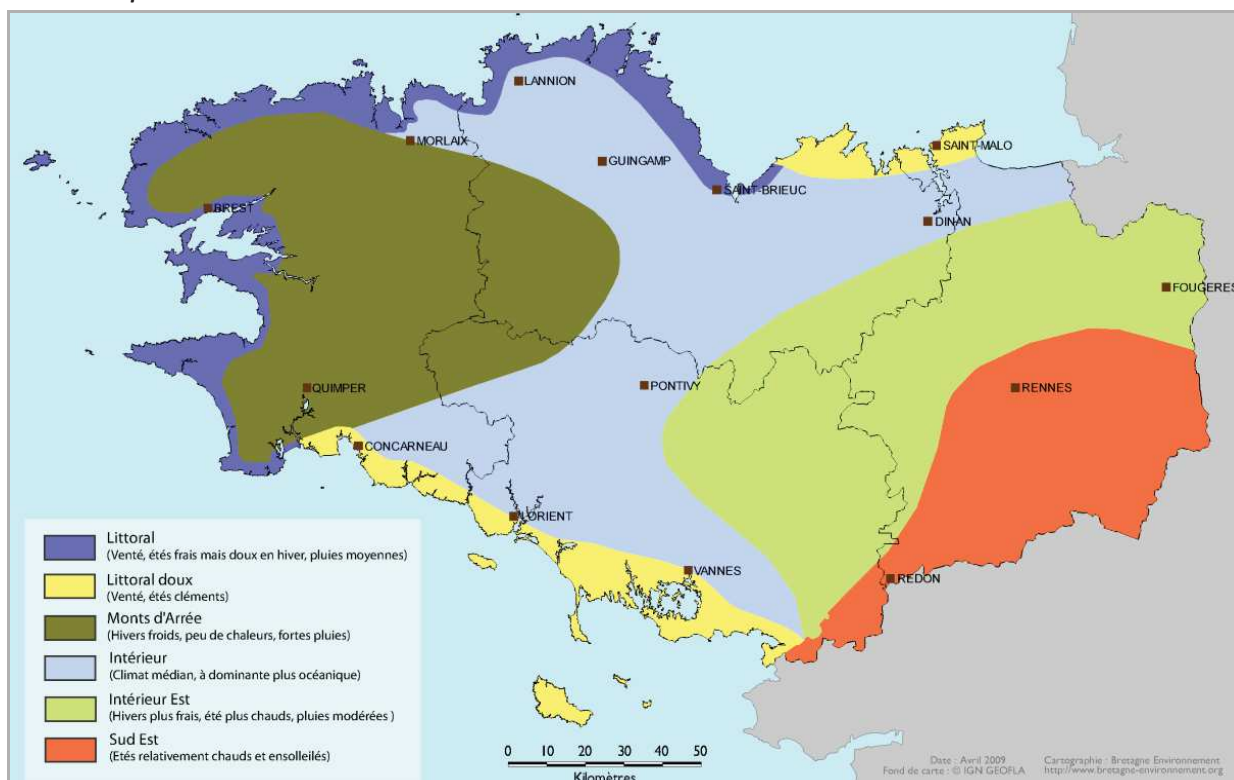 LANNION
MORLAIX
GUINGAMP
SAINT-MALO
SAINT-BRIEUC
BREST
DINAN
FOUGERES
QUIMPER
PONTIVY
RENNES
CONCARNEAU
LORIENT
VANNES
REDON
Littoral
(Venté, étés frais mais doux en hiver, pluies moyennes)
Littoral doux
(Venté, étés cléments)
Monts d'Arrée
(Hivers froids, peu de chaleurs, fortes pluies)
Intérieur
(Climat médian, à dominante plus océanique)
Intérieur Est
(Hivers plus frais, été plus chauds, pluies modérées )
Sud Est
(Etés relativement chauds et ensolleilés)
0 10 20 30 40 50
Kilomètres
Date : Avril 2009 Cartographie : Bretagne Environnement
Fond de carte : © IGN GEOFLA http://www.bretagne-environnement.org